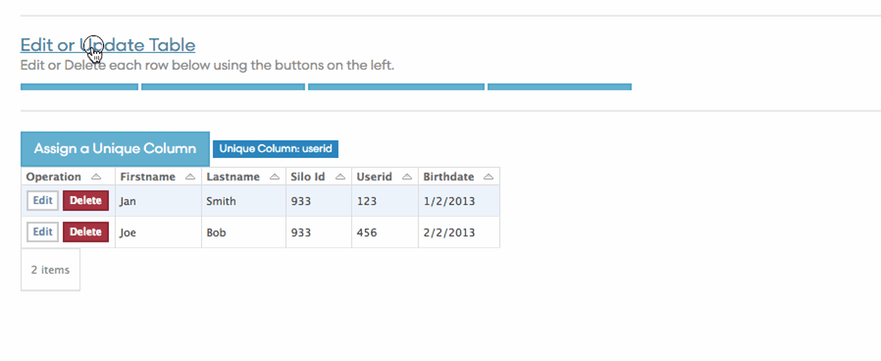 Edit or Update Table
Edit or Delete each row below using the buttons on the left.
Assign a Unique Column Unique Column: userid
Operation Firstname Lastname Silo Id Userid Birthdate
Edit Delete Jan Smith 933 123 1/2/2013
Edit Delete Joe Bob 933 456 2/2/2013
2 items